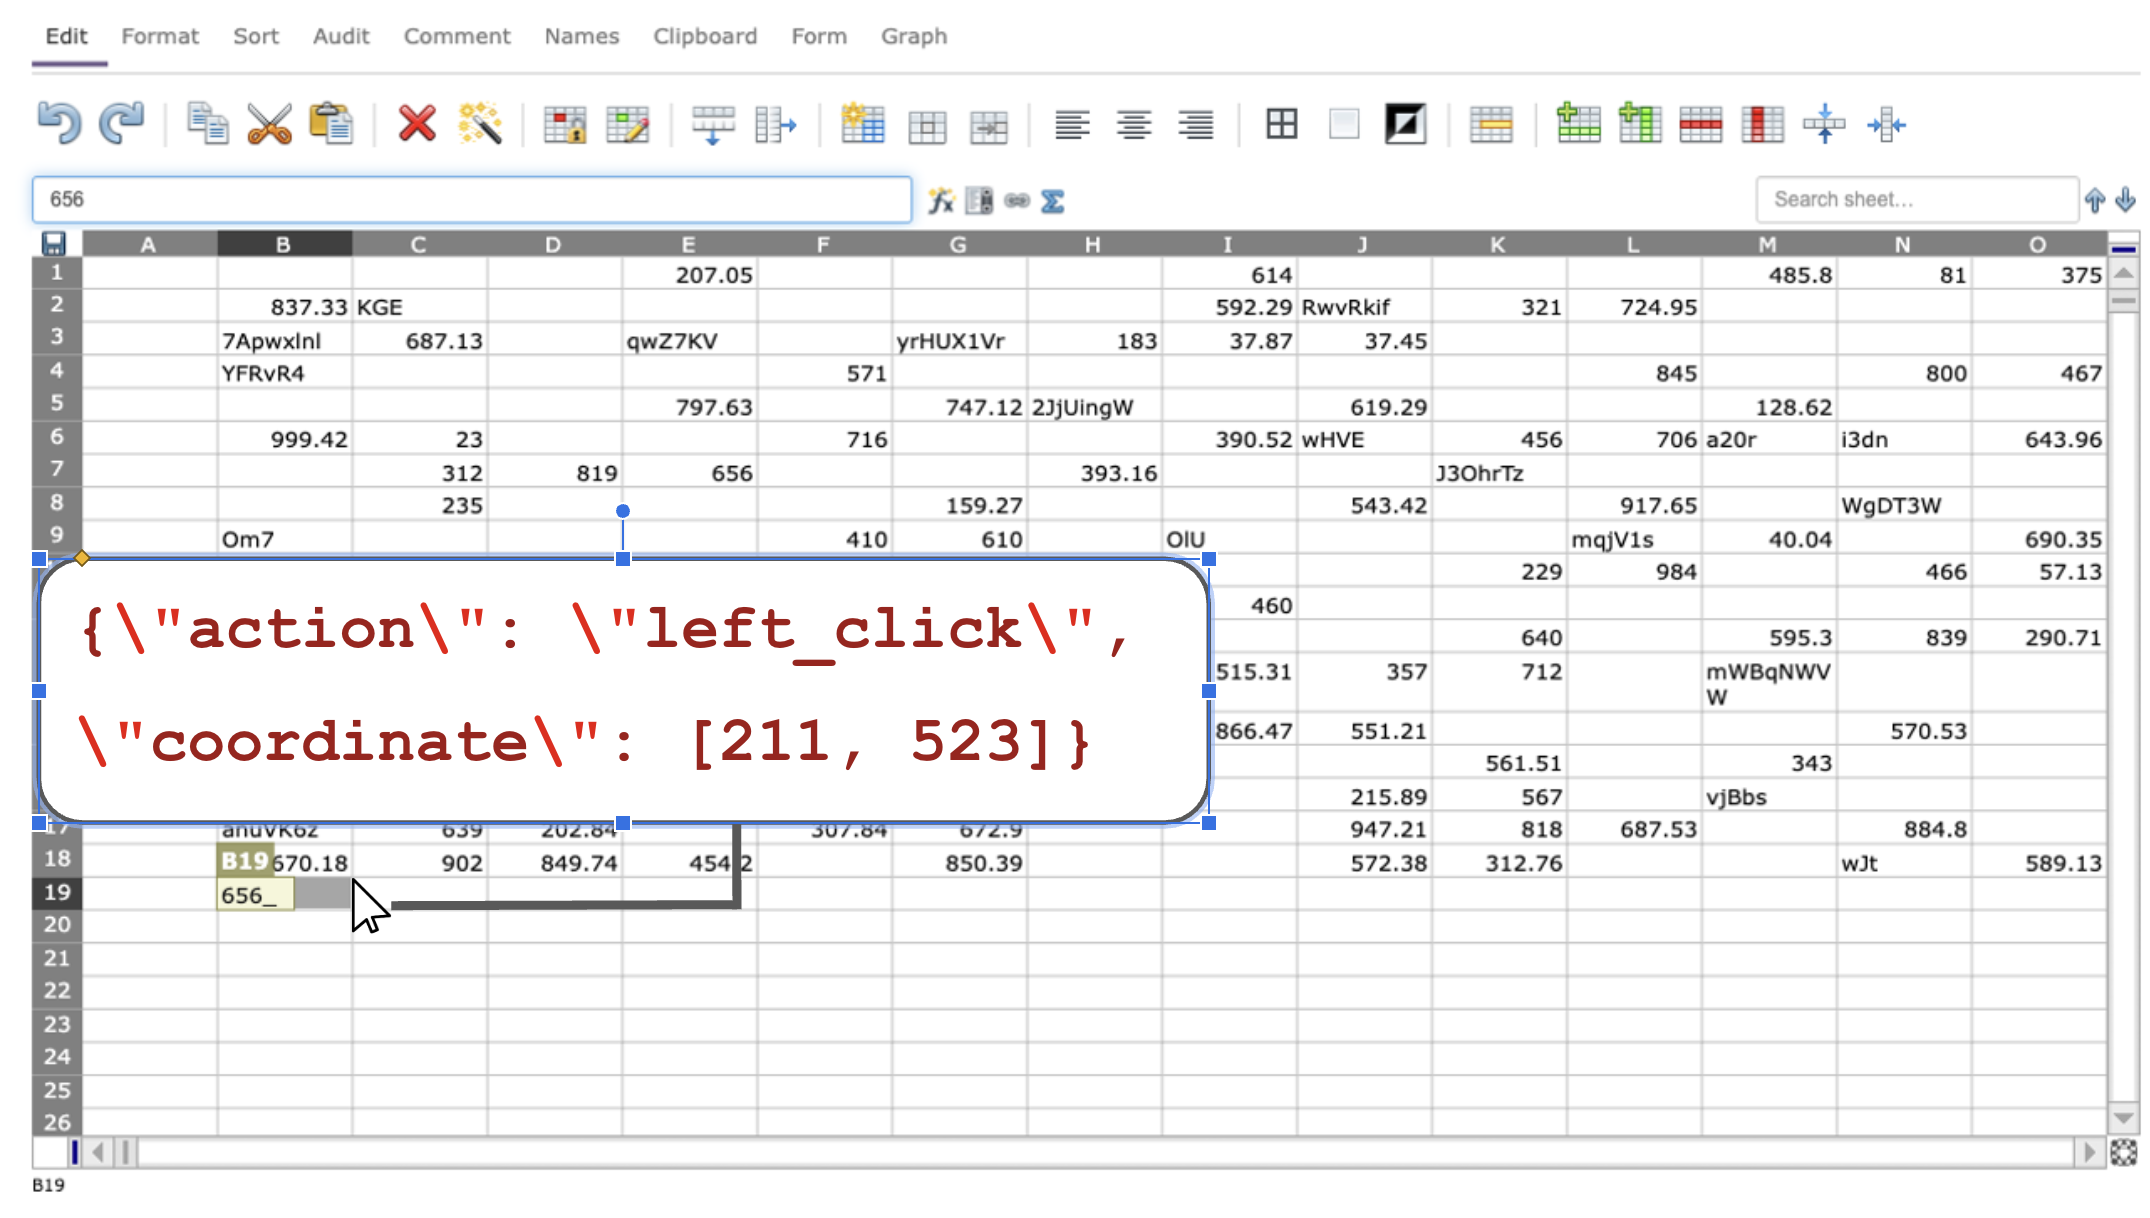 Edit Format Sort Audit Comment Names Clipboard Form Graph
656 Search sheet...
A B C D E F G H I J K L M N O
1 207.05 614 485.8 81 375
2 837.33 KGE 592.29 RwvRkif 321 724.95
3 7Apwxlnl 687.13 qwZ7KV yrHUX1Vr 183 37.87 37.45
4 YFRvR4 571 845 800 467
5 797.63 747.12 2JjUingW 619.29 128.62
6 999.42 23 716 390.52 wHVE 456 706 a20r i3dn 643.96
7 312 819 656 393.16 J3OhrTz
8 235 159.27 543.42 917.65 WgDT3W
9 Om7 410 610 OlU mqjV1s 40.04 690.35
229 984 466 57.13
460
{\"action\": \"left_click\",
640 595.3 839 290.71
515.31 357 712 mWBqNWV
W
\"coordinate\": [211, 523]}
866.47 551.21 570.53
561.51 343
215.89 567 vjBbs
17 anuVK6z 639 202.84 307.84 672.9 947.21 818 687.53 884.8
18 B19 670.18 902 849.74 454 2 850.39 572.38 312.76 wJt 589.13
19 656_
20
21
22
23
24
25
26
B19